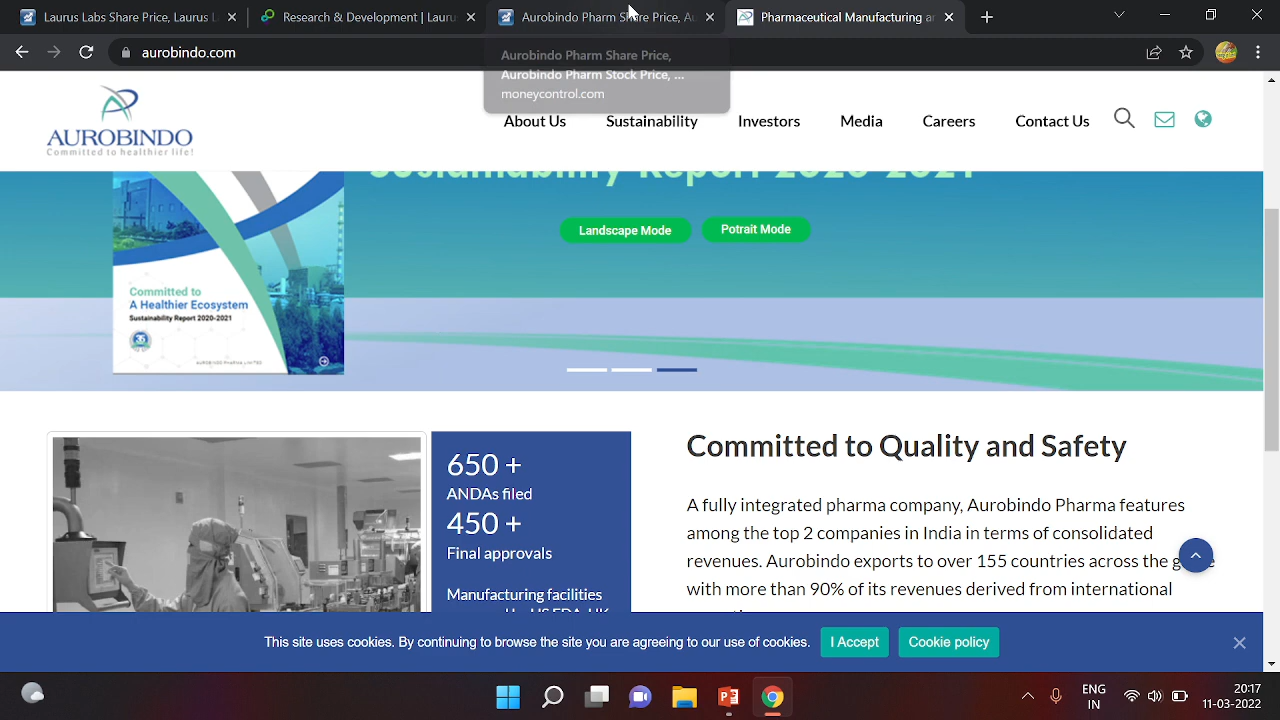 Share Price, Laurus L
Research & Development | Lauru
Share Price, A
Manufacturing ar
aurobindo.com
Aurobindo Pharm Share Price,
Aurobindo Pharm Stock Price, ...
moneycontrol.com
AUROBINDO
Committed to healthier life!
About Us
Sustainability
Investors
Media
Careers
Contact Us
Sustainability Report 2020-2021
Landscape Mode
Potrait Mode
Committed to
A Healthier Ecosystem
Sustainability Report 2020-2021
35
AUROBINDO PHARMA LIMITED
650 +
ANDAs filed
450 +
Final approvals
Manufacturing facilities
Committed to Quality and Safety
A fully integrated pharma company, Aurobindo Pharma features
among the top 2 companies in India in terms of consolidated
revenues. Aurobindo exports to over 155 countries across the
with more than 90% of its revenues derived from international
This site uses cookies. By continuing to browse the site you are agreeing to our use of cookies.
I Accept
Cookie policy
ENG
IN
20:17
11-03-2022